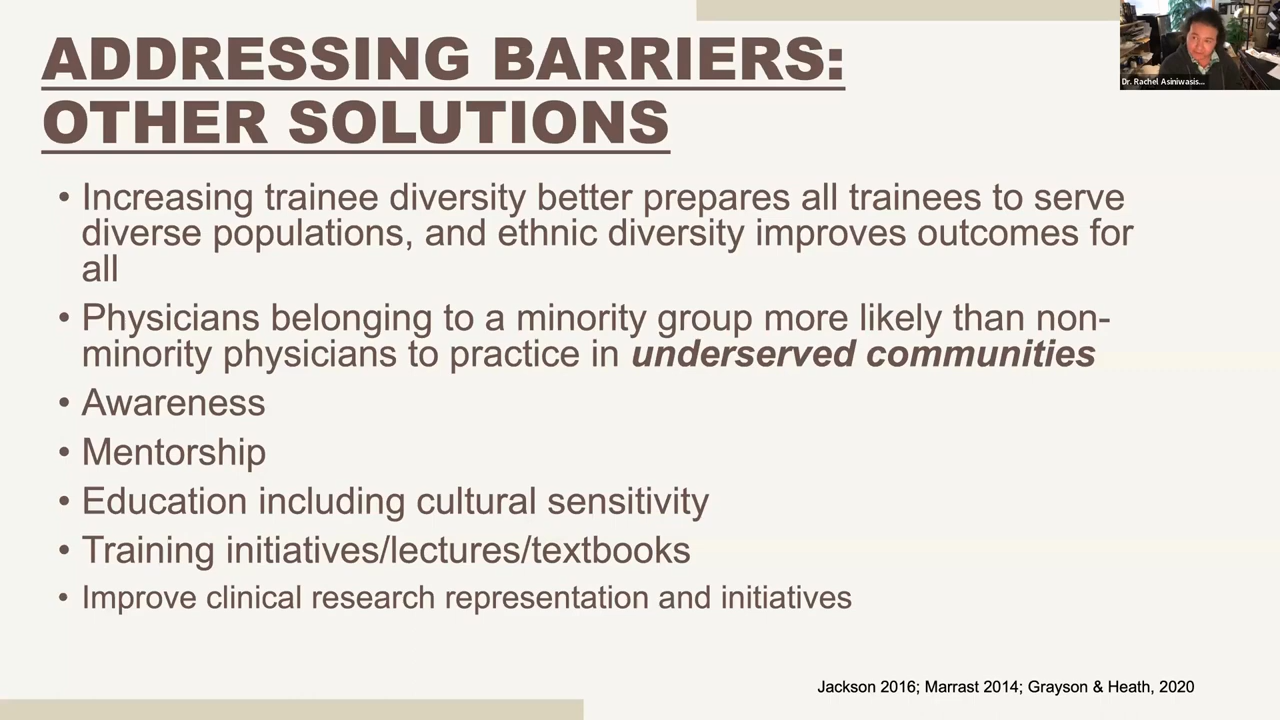 ADDRESSING BARRIERS:
OTHER SOLUTIONS
Dr. Rachel Asiniwasis...
• Increasing trainee diversity better prepares all trainees to serve
diverse populations, and ethnic diversity improves outcomes for
all
• Physicians belonging to a minority group more likely than non-
minority physicians to practice in underserved communities
• Awareness
• Mentorship
• Education including cultural sensitivity
• Training initiatives/lectures/textbooks
• Improve clinical research representation and initiatives
Jackson 2016; Marrast 2014; Grayson & Heath, 2020